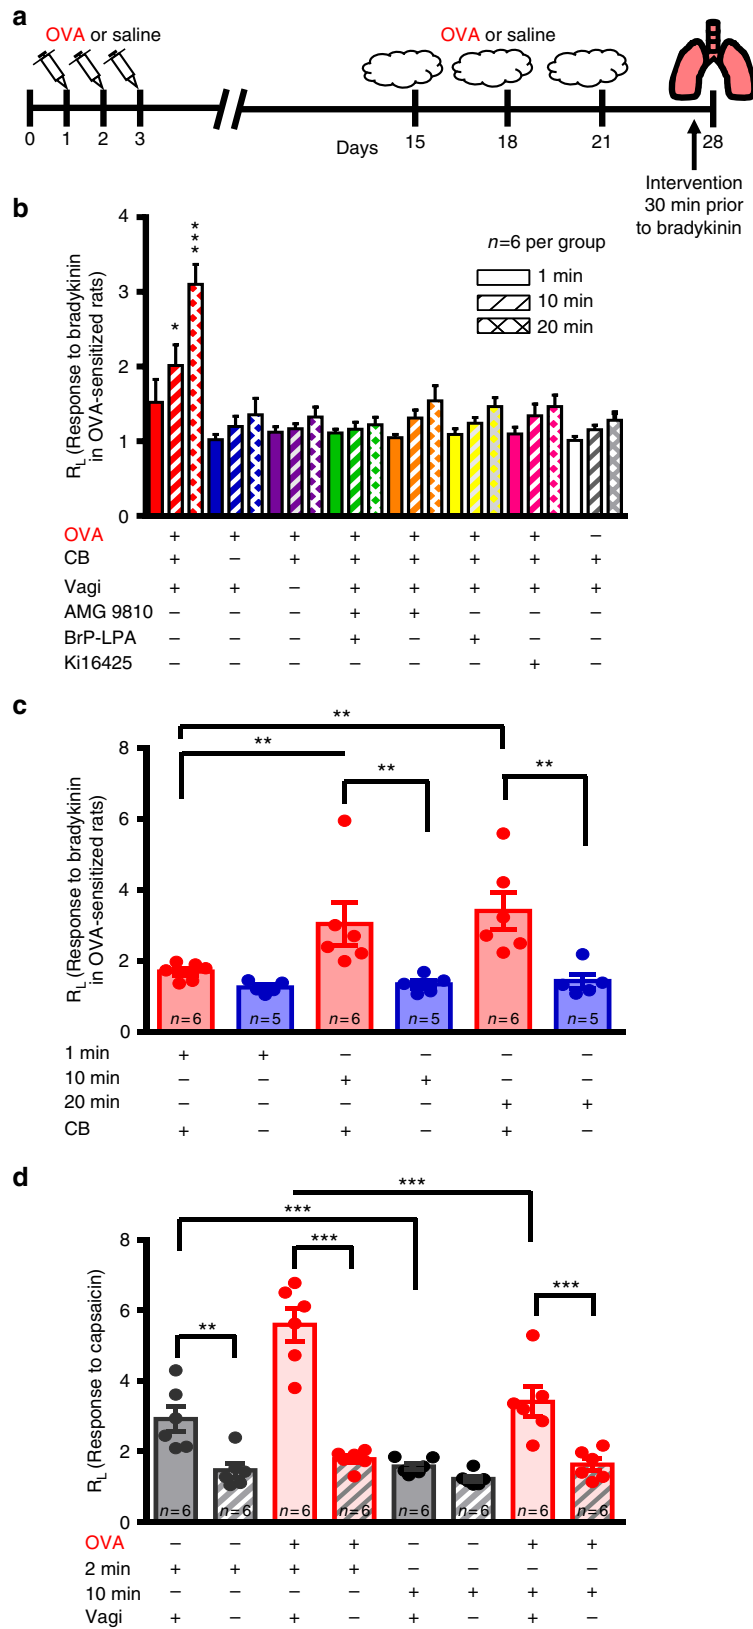 a
OVA or saline
OVA or saline
0 1 2 3 Days 15 18 21 28
Intervention
30 min prior
to bradykinin
b
R_L (Response to bradykinin
in OVA-sensitized rats)
4
3
2
1
0
n=6 per group
1 min
10 min
20 min
*
***
OVA + + + + + + + –
CB + – + + + + + +
Vagi + + – + + + + +
AMG 9810 – – – + + – – –
BrP-LPA – – – + – + – –
Ki16425 – – – – – – + –
c
R_L (Response to bradykinin
in OVA-sensitized rats)
8
6
4
2
0
**
**
** **
n=6 n=5 n=6 n=5 n=6 n=5
1 min + + – – – –
10 min – – + + – –
20 min – – – – + +
CB + – + – + –
d
R_L (Response to capsaicin)
8
6
4
2
0
***
***
***
***
**
n=6 n=6 n=6 n=6 n=6 n=6 n=6 n=6
OVA – – + + – – + +
2 min + + + + – – – –
10 min – – – – + + + +
Vagi + – + – + – + –